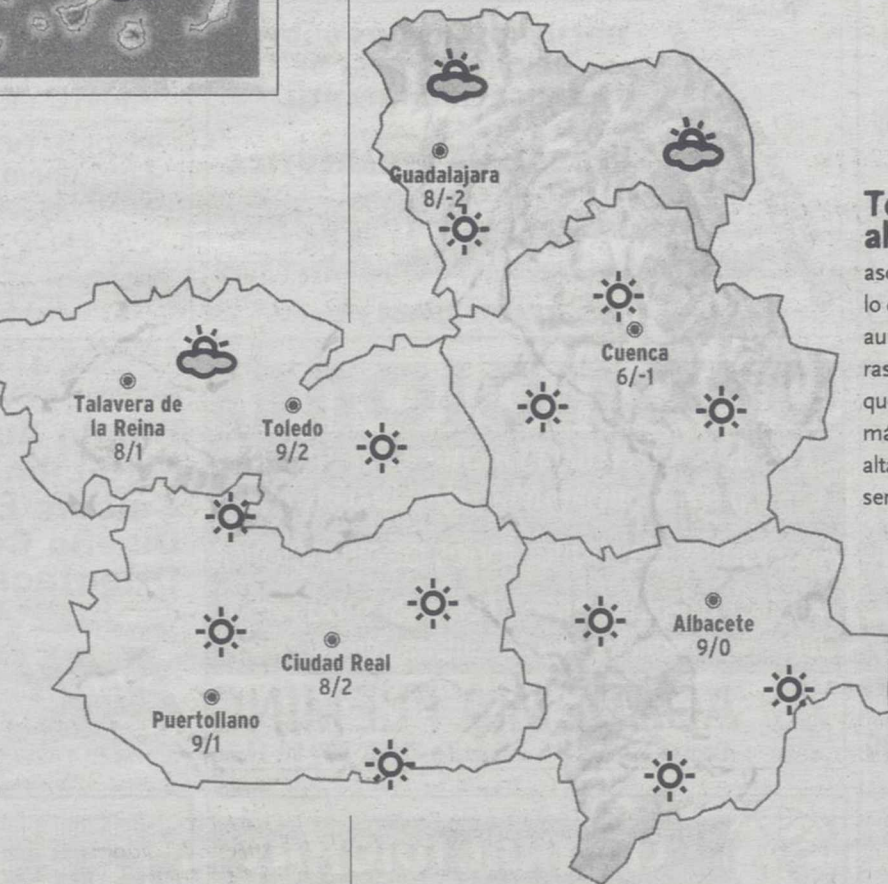 Guadalajara
8/-2
Cuenca
6/-1
Talavera de
la Reina
8/1
Toledo
9/2
Albacete
9/0
Ciudad Real
8/2
Puertollano
9/1